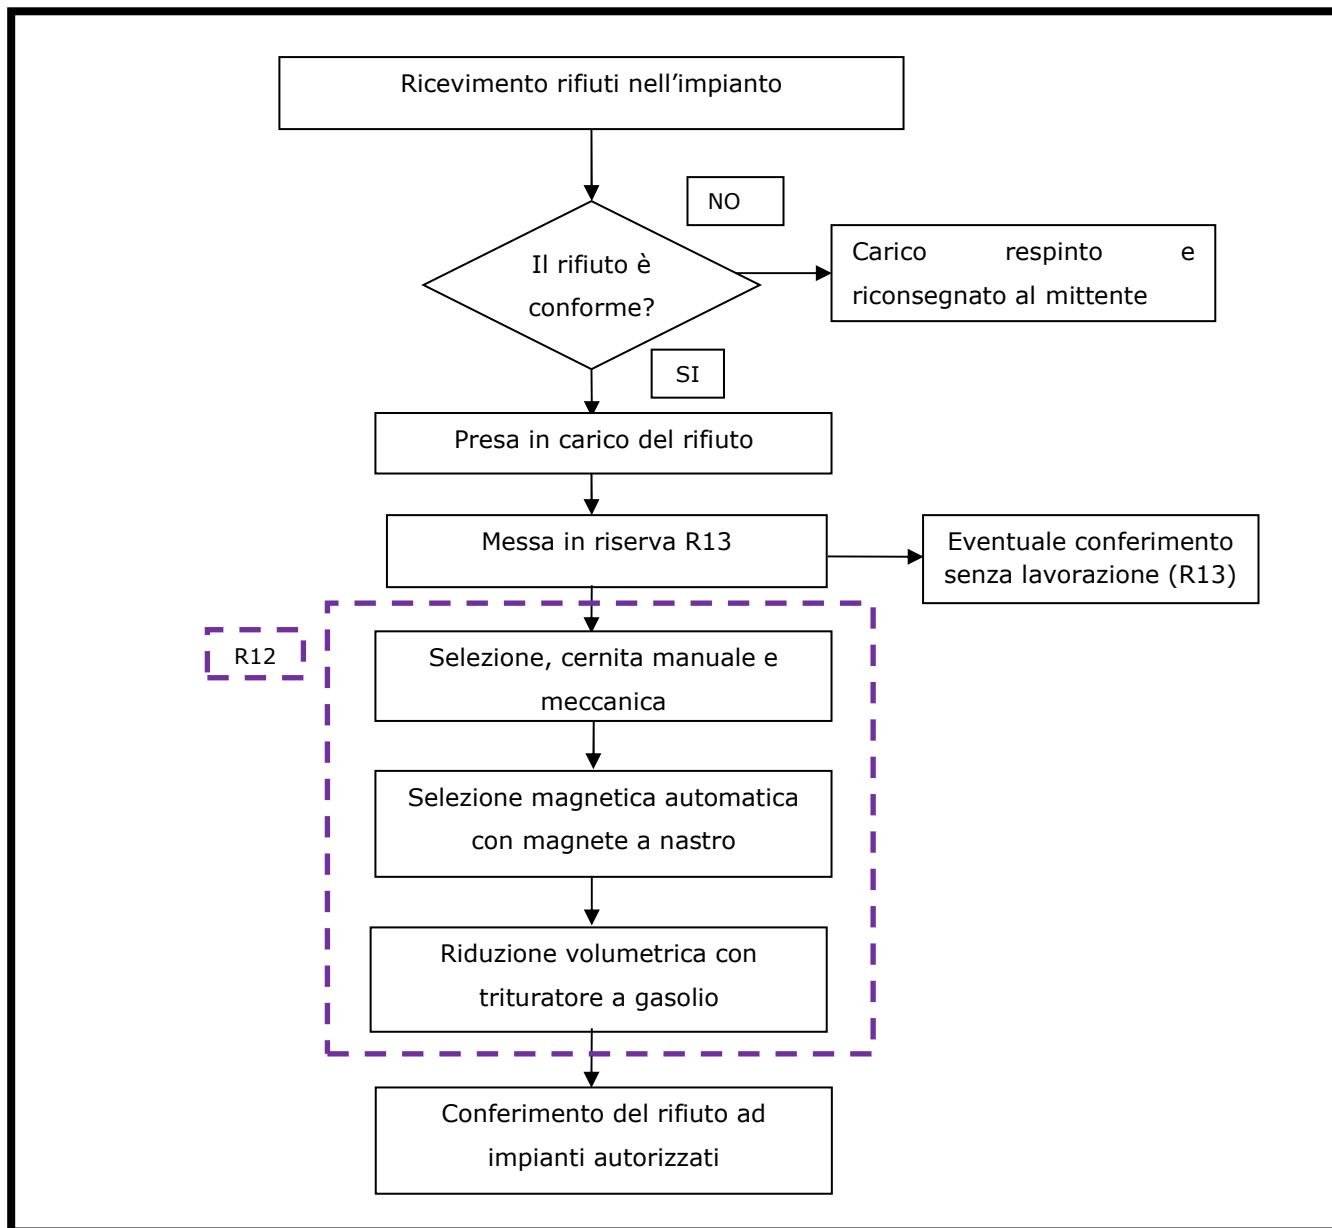 Ricevimento rifiuti nell’impianto
NO
Il rifiuto è
conforme?
Carico respinto e
riconsegnato al mittente
SI
Presa in carico del rifiuto
Messa in riserva R13
Eventuale conferimento
senza lavorazione (R13)
R12
Selezione, cernita manuale e
meccanica
Selezione magnetica automatica
con magnete a nastro
Riduzione volumetrica con
trituratore a gasolio
Conferimento del rifiuto ad
impianti autorizzati